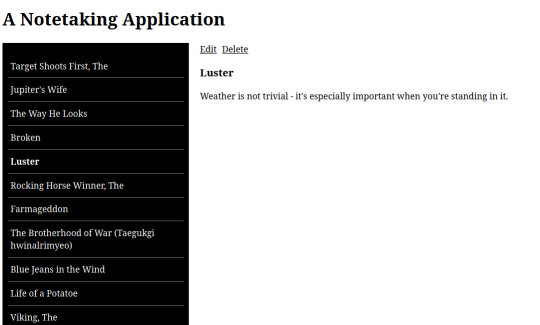 A Notetaking Application
Target Shoots First, The
Jupiter's Wife
The Way He Looks
Broken
Luster
Rocking Horse Winner, The
Farmageddon
The Brotherhood of War (Taegukgi
hwinalrimyeo)
Blue Jeans in the Wind
Life of a Potatoe
Viking, The
Edit Delete
Luster
Weather is not trivial - it's especially important when you're standing in it.